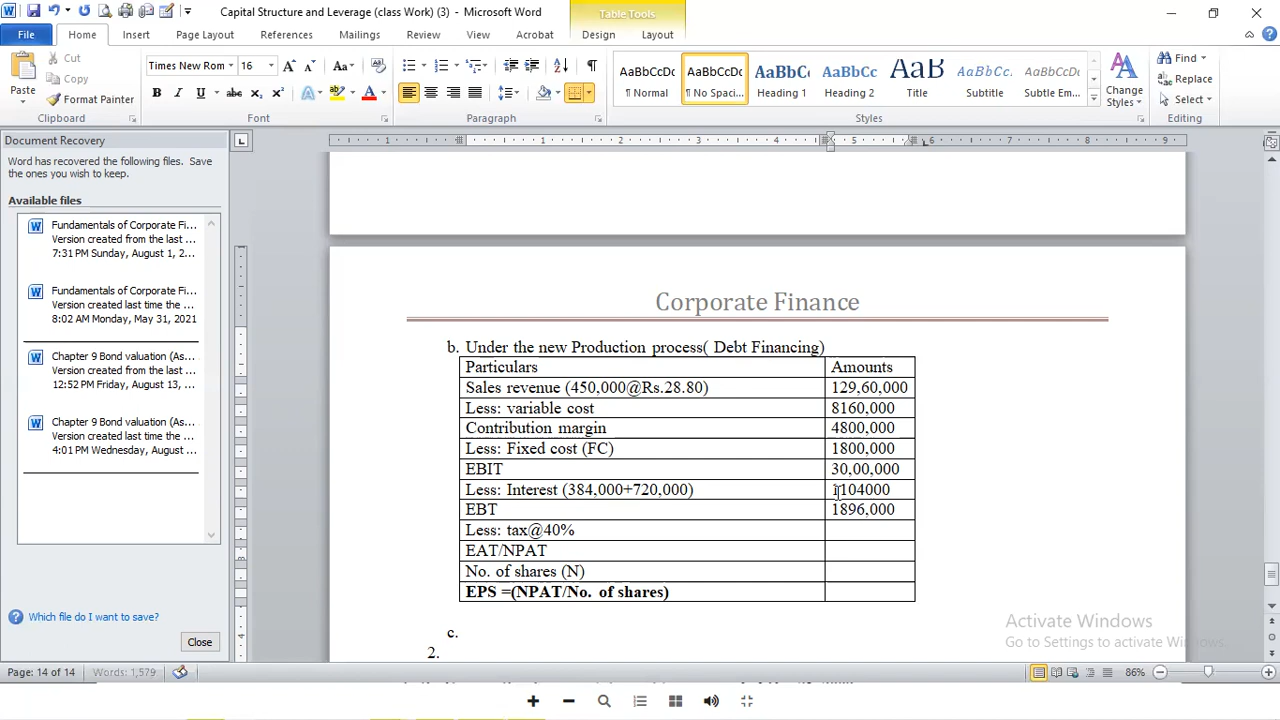 Capital Structure and Leverage (class Work) (3) - Microsoft Word
Table Tools
File Home Insert Page Layout References Mailings Review View Acrobat Design Layout
Paste
Cut
Copy
Format Painter
Clipboard
Times New Rom 16
Font
Paragraph
AaBbCcDc
¶ Normal
AaBbCcDc
¶ No Spaci...
AaBbC
Heading 1
AaBbCc
Heading 2
AaB
Title
AaBbCcL
Subtitle
AaBbCcDt
Subtle Em...
Change Styles
Styles
Find
Replace
Select
Editing
Document Recovery
Word has recovered the following files. Save
the ones you wish to keep.
Available files
Fundamentals of Corporate Fi...
Version created from the last ...
7:31 PM Sunday, August 1, 2...
Fundamentals of Corporate Fi...
Version created last time the ...
8:02 AM Monday, May 31, 2021
Chapter 9 Bond valuation (As...
Version created from the last ...
12:52 PM Friday, August 13, ...
Chapter 9 Bond valuation (As...
Version created from the last ...
4:01 PM Wednesday, August ...
Which file do I want to save?
Close
Corporate Finance
b. Under the new Production process( Debt Financing)
Particulars Amounts
Sales revenue (450,000@Rs.28.80) 129,60,000
Less: variable cost 8160,000
Contribution margin 4800,000
Less: Fixed cost (FC) 1800,000
EBIT 30,00,000
Less: Interest (384,000+720,000) 1104000
EBT 1896,000
Less: tax@40%
EAT/NPAT
No. of shares (N)
EPS =(NPAT/No. of shares)
c.
2.
Activate Windows
Go to Settings to activate Windows.
Page: 14 of 14 Words: 1,579 86%